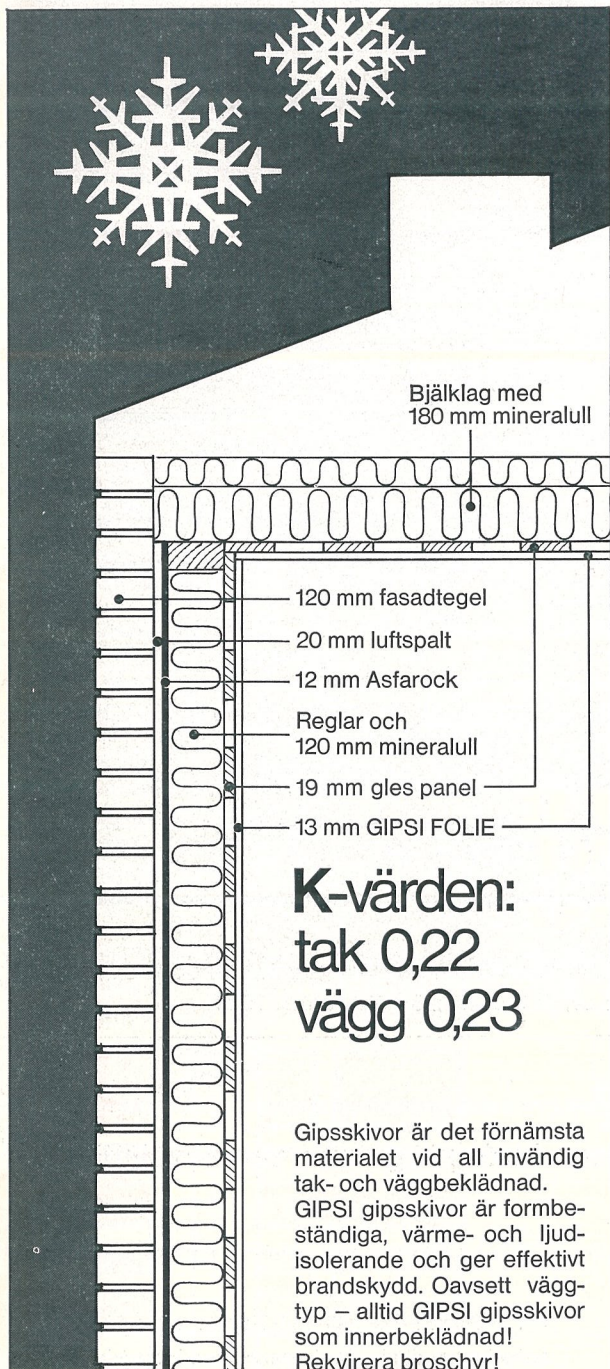 Bjälklag med
180 mm mineralull
120 mm fasadtegel
20 mm luftspalt
12 mm Asfarock
Reglar och
120 mm mineralull
19 mm gles panel
13 mm GIPSI FOLIE
K-värden:
tak 0,22
vägg 0,23
Gipsskivor är det förnämsta
materialet vid all invändig
tak- och väggbeklädnad.
GIPSI gipsskivor är formbe-
ständiga, värme- och ljud-
isolerande och ger effektivt
brandskydd. Oavsett vägg-
typ – alltid GIPSI gipsskivor
som innerbeklädnad!
Rekvirera broschyr!